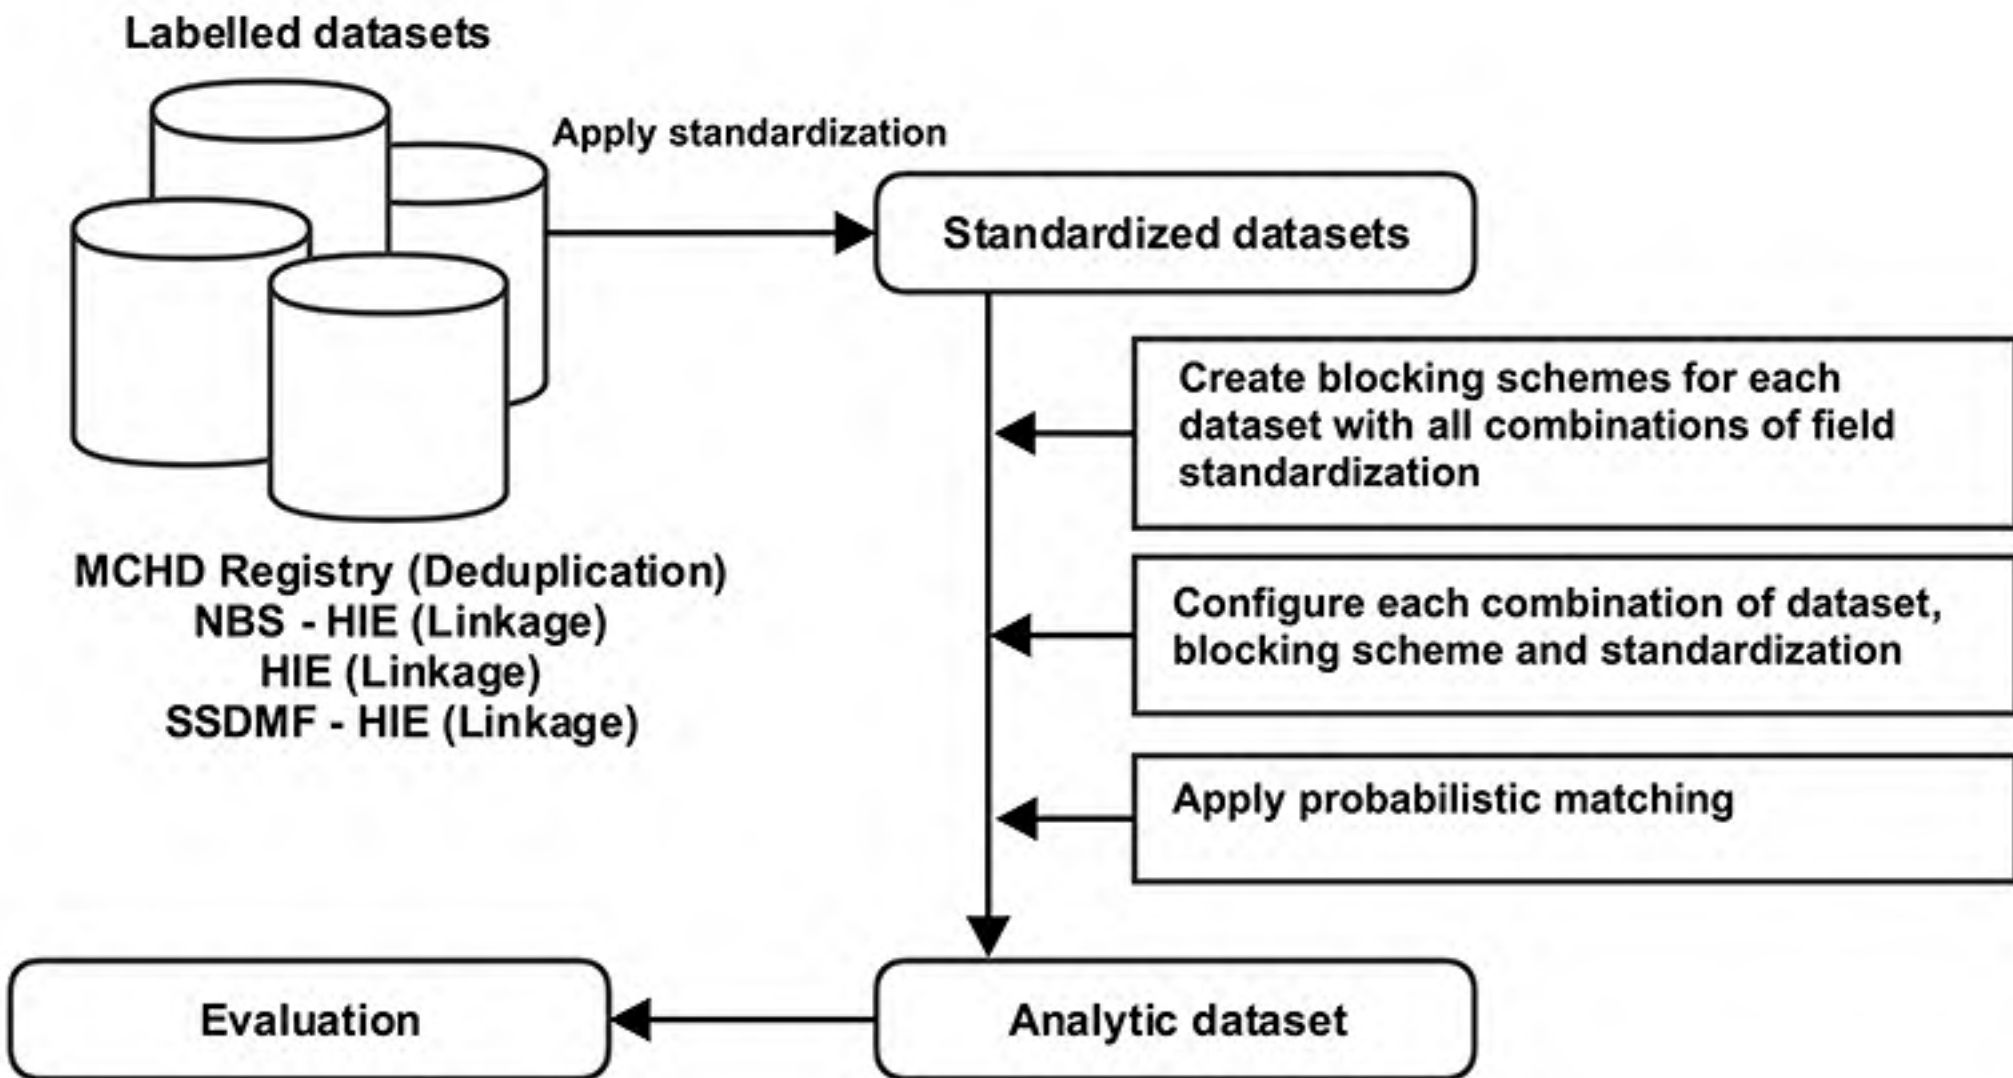 Labelled datasets
Apply standardization
Standardized datasets
Create blocking schemes for each
dataset with all combinations of field
standardization
MCHD Registry (Deduplication)
NBS - HIE (Linkage)
HIE (Linkage)
SSDMF - HIE (Linkage)
Configure each combination of dataset,
blocking scheme and standardization
Apply probabilistic matching
Evaluation
Analytic dataset